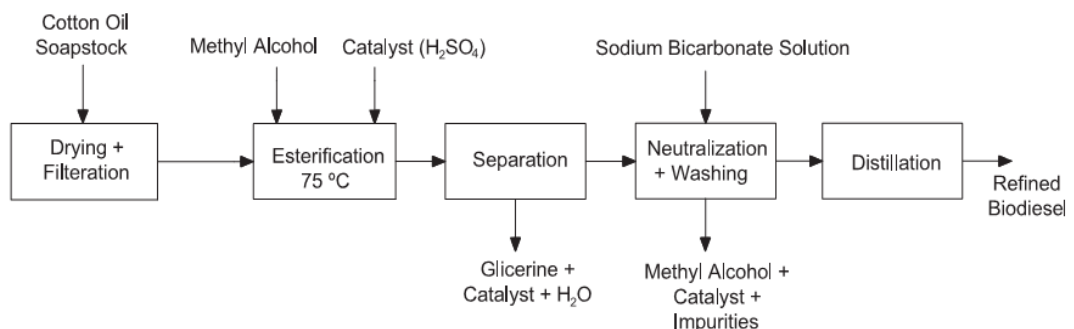 Cotton Oil
Soapstock
Methyl Alcohol
Catalyst (H₂SO₄)
Sodium Bicarbonate Solution
Drying +
Filteration
Esterification
75 ºC
Separation
Neutralization
+ Washing
Distillation
Refined
Biodiesel
Glicerine +
Catalyst + H₂O
Methyl Alcohol +
Catalyst +
Impurities